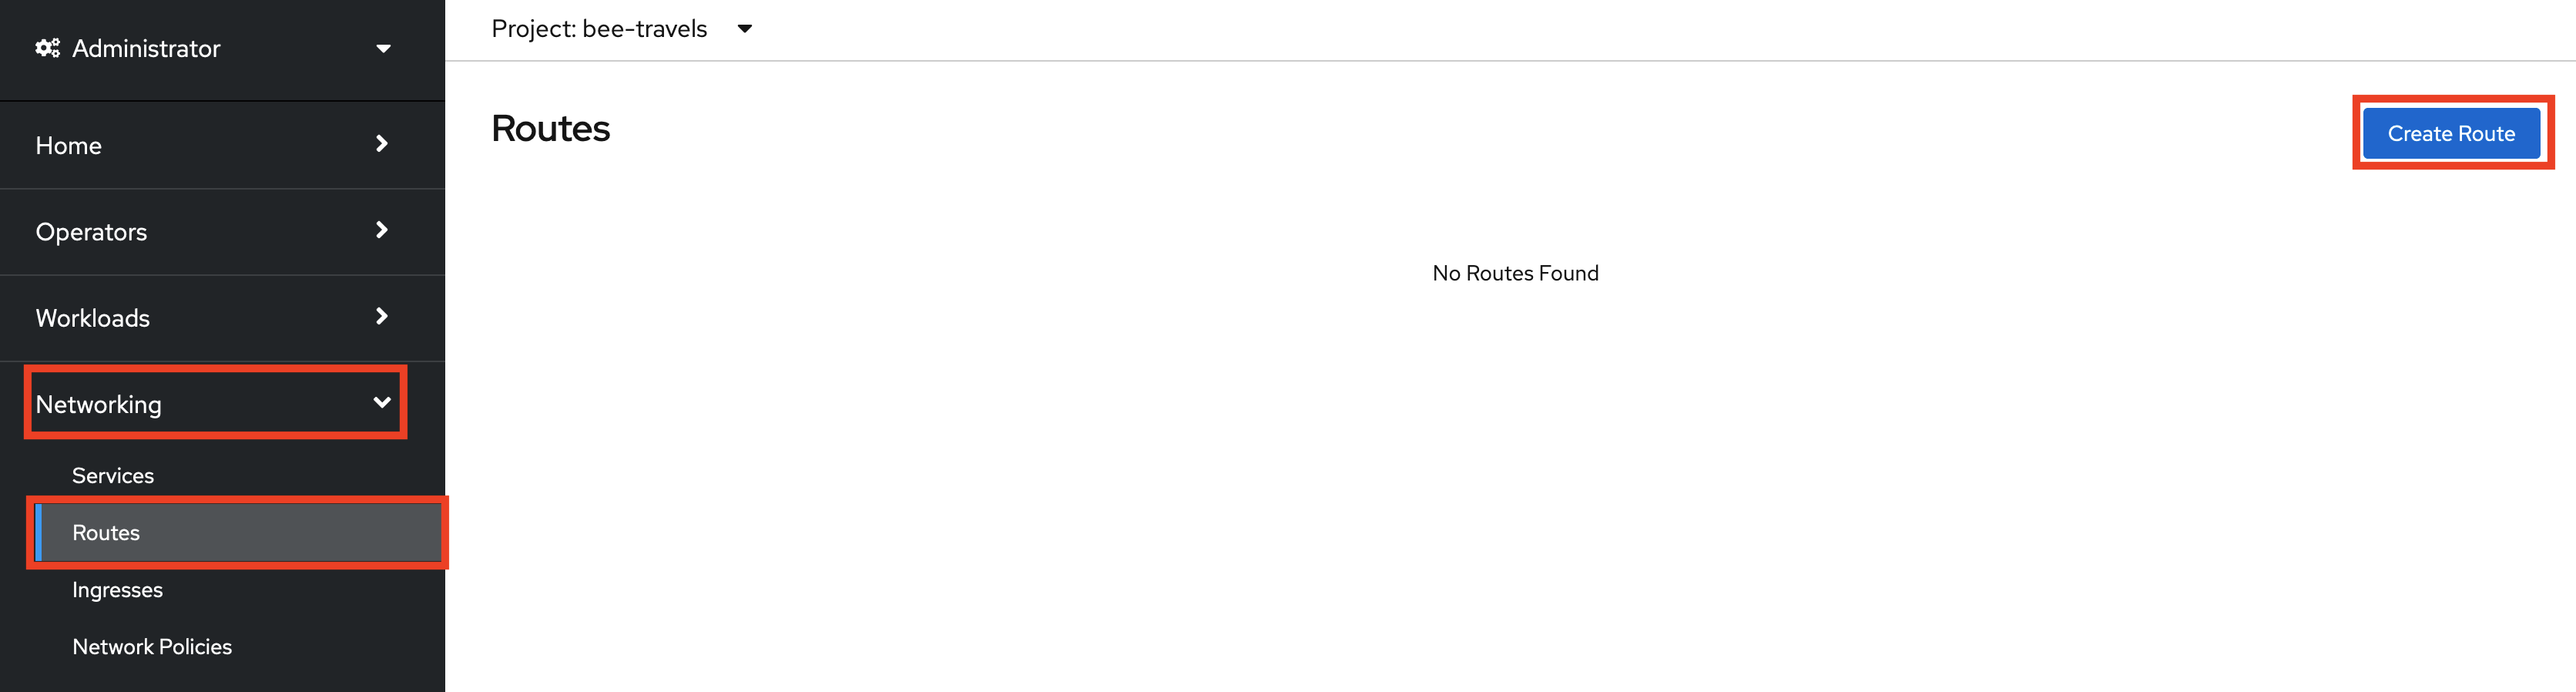 Administrator
Home
Operators
Workloads
Networking
Services
Routes
Ingresses
Network Policies
Project: bee-travels
Routes
Create Route
No Routes Found